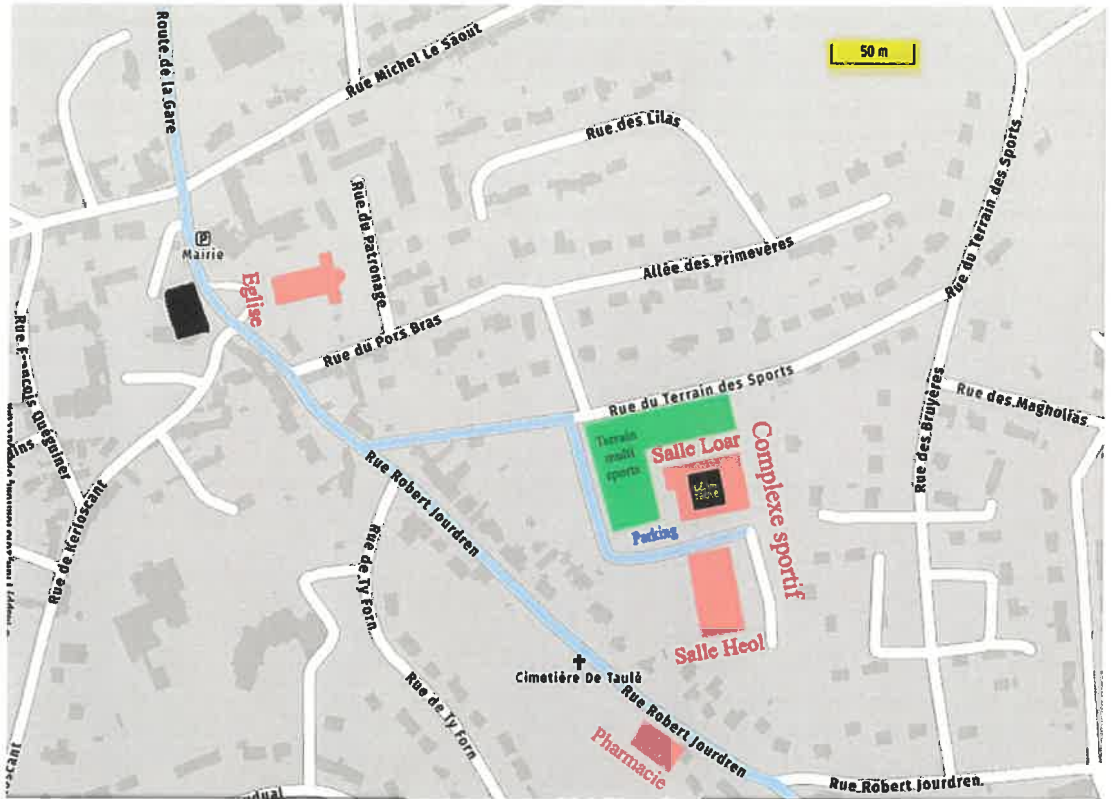 Route de la Gare
Rue Michel Le Saout
50 m
Rue des Lilas
Rue du Terrain des Sports
P
Mairie
Rue du Patronage
Eglise
Allée des Primevères
Rue du Pors Bras
Rue François Quéguiner
Rue du Terrain des Sports
Rue des Magnolias
Rue des Bruyères
Terrain
multi
sports
Salle Loar
Complexe sportif
Parking
Rue Robert Jourdren
Rue de Kerloscant
Rue de Ty Forn
Salle Heol
Cimetière De Taulé
Rue Robert Jourdren
Rue de Ty Forn
Pharmacie
Rue Robert Jourdren